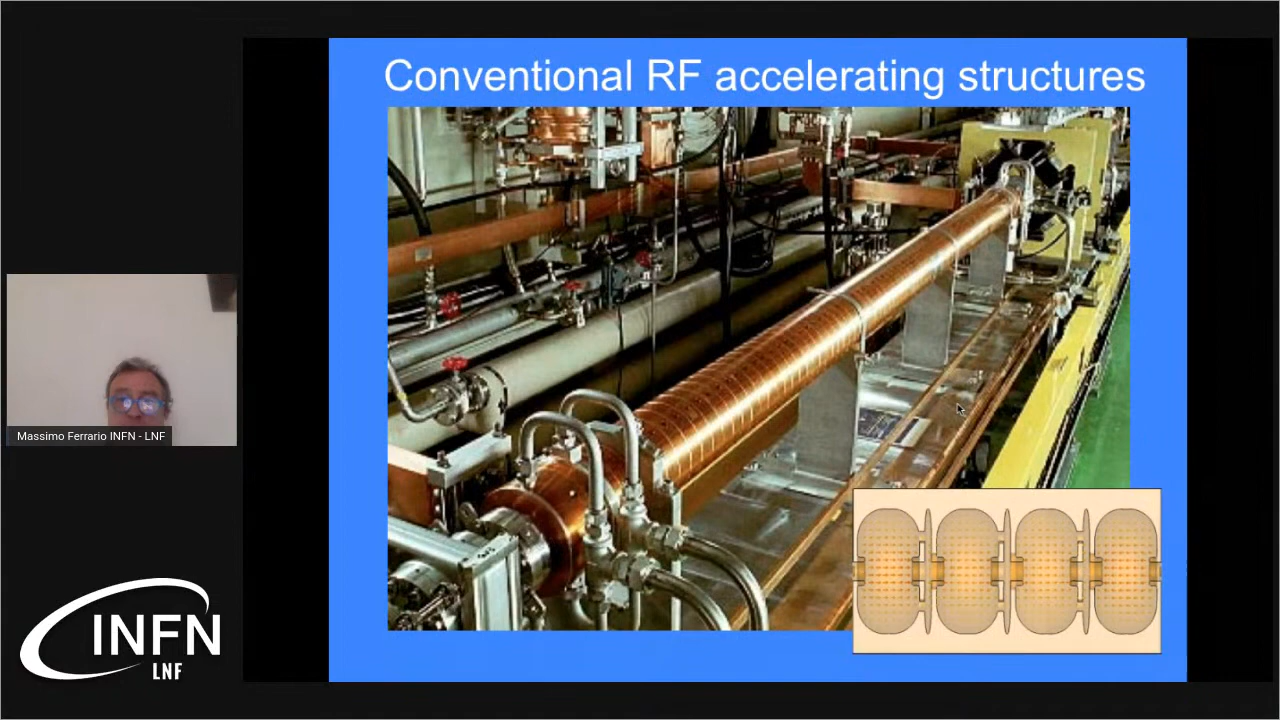 Conventional RF accelerating structures
Massimo Ferrario INFN - LNF
INFN
LNF